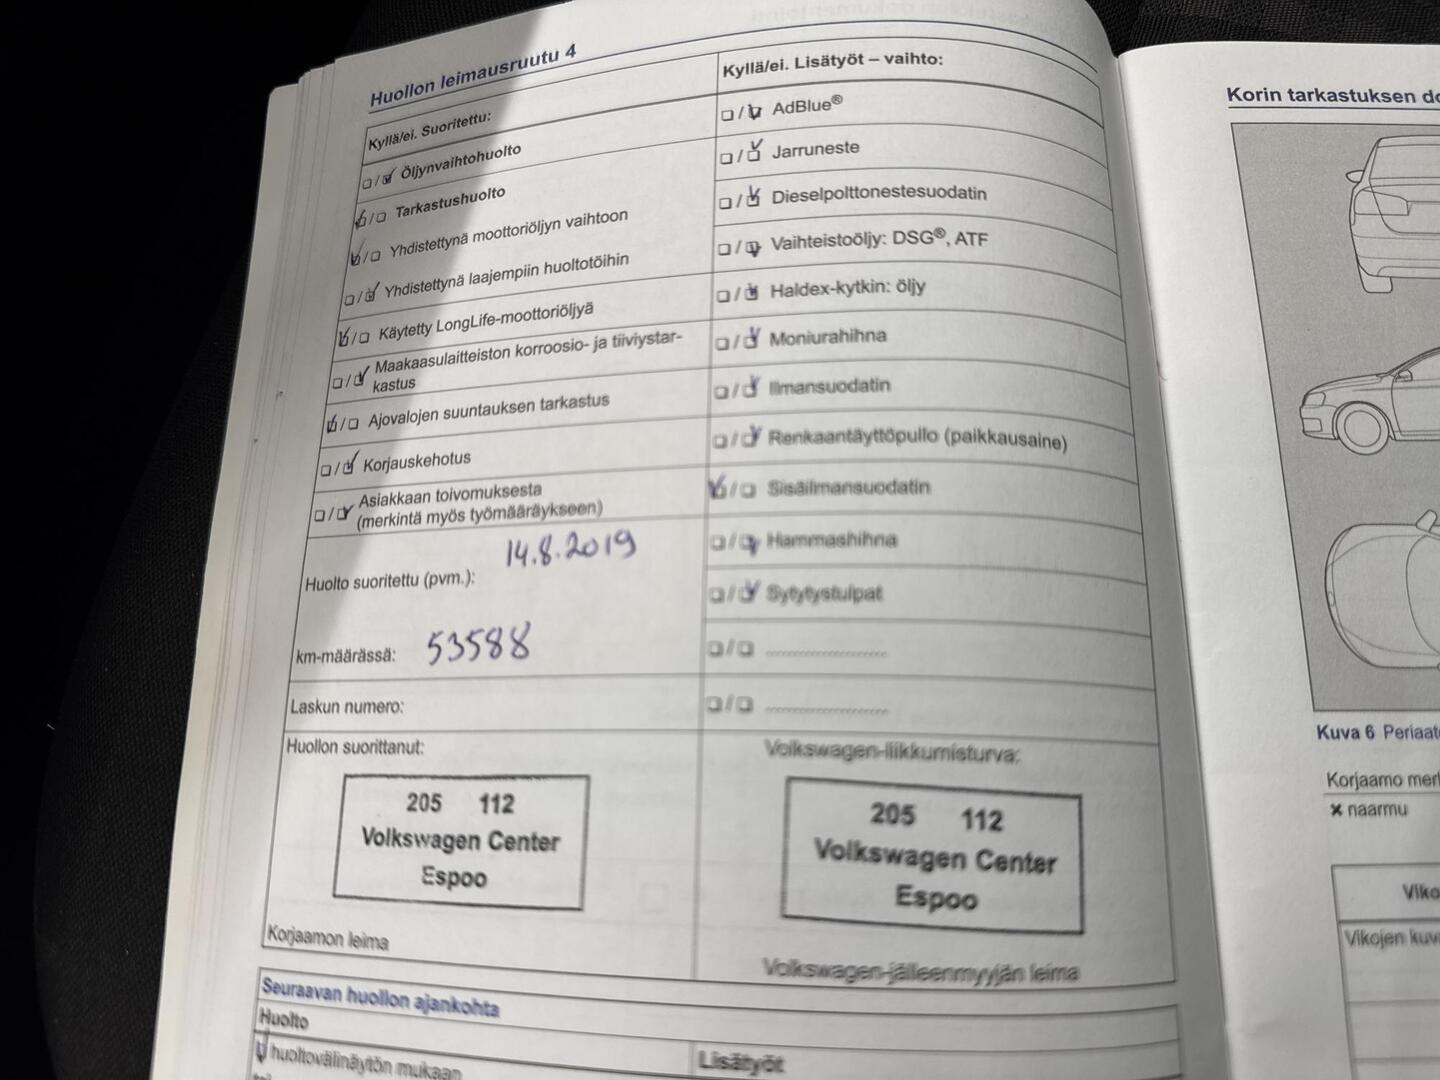 Huollon leimausruutu 4
Kyllä/ei. Suoritettu:
☐/☑ Öljynvaihtohuolto
☑/☐ Tarkastushuolto
☑/☐ Yhdistettynä moottoriöljyn vaihtoon
☐/☑ Yhdistettynä laajempiin huoltotöihin
☑/☐ Käytetty LongLife-moottoriöljyä
☐/☑ Maakaasulaitteiston korroosio- ja tiiviystar-
kastus
☑/☐ Ajovalojen suuntauksen tarkastus
☐/☑ Korjauskehotus
☐/☑ Asiakkaan toivomuksesta
(merkintä myös työmääräykseen)
Huolto suoritettu (pvm.): 14.8.2019
km-määrässä: 53588
Laskun numero:
Huollon suorittanut:
205 112
Volkswagen Center
Espoo
Korjaamon leima
Kyllä/ei. Lisätyöt – vaihto:
☐/☑ AdBlue®
☐/☑ Jarruneste
☐/☑ Dieselpolttonestesuodatin
☐/☑ Vaihteistoöljy: DSG®, ATF
☐/☑ Haldex-kytkin: öljy
☐/☑ Moniurahihna
☐/☑ Ilmansuodatin
☐/☑ Renkaantäyttöpullo (paikkausaine)
☑/☐ Sisäilmansuodatin
☐/☑ Hammashihna
☐/☑ Sytytystulpat
☐/☐ ........................
☐/☐ ........................
Volkswagen-liikkumisturva:
205 112
Volkswagen Center
Espoo
Volkswagen-jälleenmyyjän leima
Seuraavan huollon ajankohta
Huolto
☑ huoltovälinäytön mukaan
Lisätyöt
Korin tarkastuksen
Kuva 6
Korjaamo
✗ naarmu
Vikojen